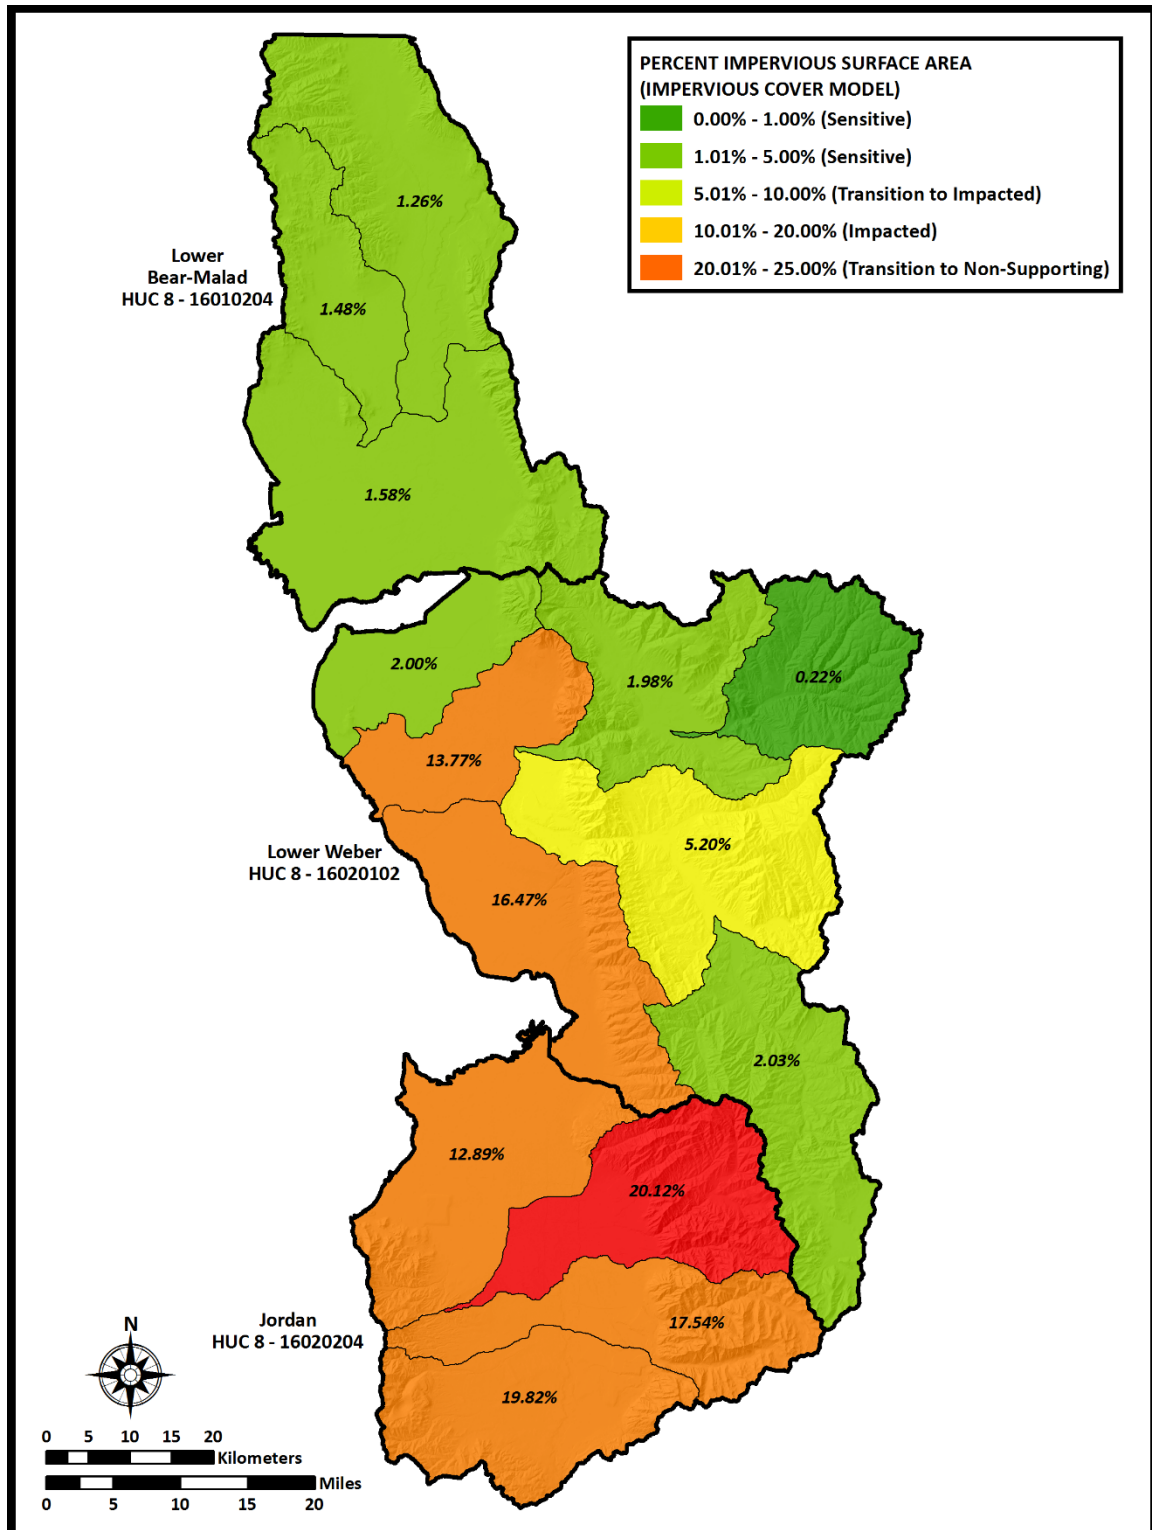 PERCENT IMPERVIOUS SURFACE AREA
(IMPERVIOUS COVER MODEL)
0.00% - 1.00% (Sensitive)
1.01% - 5.00% (Sensitive)
5.01% - 10.00% (Transition to Impacted)
10.01% - 20.00% (Impacted)
20.01% - 25.00% (Transition to Non-Supporting)
1.26%
Lower
Bear-Malad
HUC 8 - 16010204
1.48%
1.58%
2.00%
1.98%
0.22%
13.77%
5.20%
Lower Weber
HUC 8 - 16020102
16.47%
2.03%
12.89%
20.12%
Jordan
HUC 8 - 16020204
17.54%
19.82%
N
0 5 10 15 20
Kilometers
Miles
0 5 10 15 20